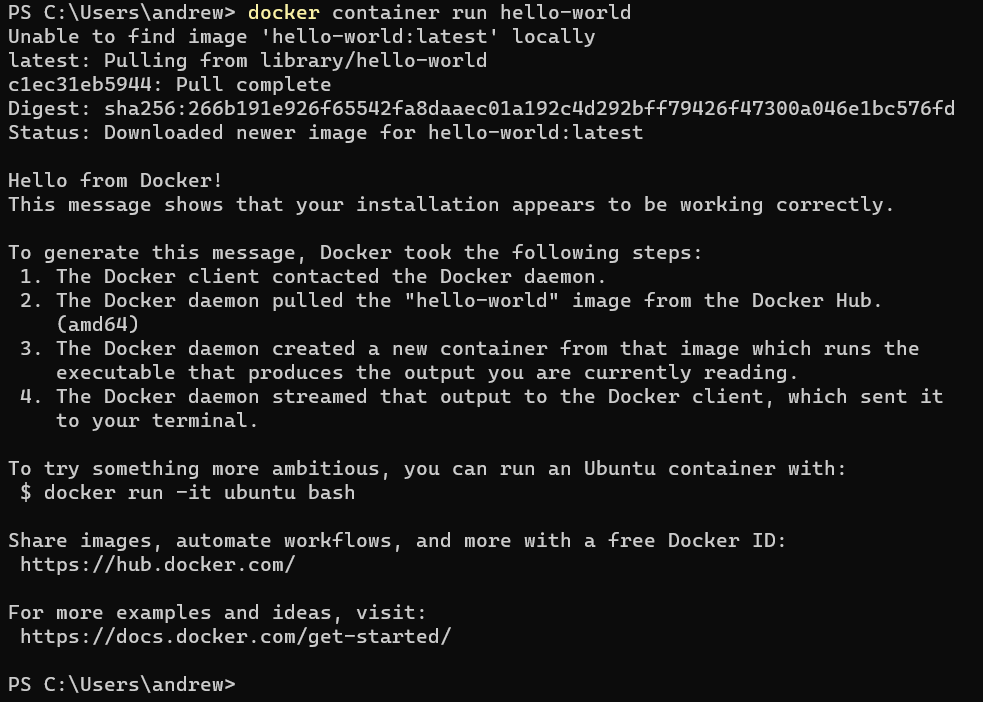 PS C:\Users\andrew> docker container run hello-world
Unable to find image 'hello-world:latest' locally
latest: Pulling from library/hello-world
c1ec31eb5944: Pull complete
Digest: sha256:266b191e926f65542fa8daaec01a192c4d292bff79426f47300a046e1bc576fd
Status: Downloaded newer image for hello-world:latest

Hello from Docker!
This message shows that your installation appears to be working correctly.

To generate this message, Docker took the following steps:
 1. The Docker client contacted the Docker daemon.
 2. The Docker daemon pulled the "hello-world" image from the Docker Hub.
    (amd64)
 3. The Docker daemon created a new container from that image which runs the
    executable that produces the output you are currently reading.
 4. The Docker daemon streamed that output to the Docker client, which sent it
    to your terminal.

To try something more ambitious, you can run an Ubuntu container with:
 $ docker run -it ubuntu bash

Share images, automate workflows, and more with a free Docker ID:
 https://hub.docker.com/

For more examples and ideas, visit:
 https://docs.docker.com/get-started/

PS C:\Users\andrew>